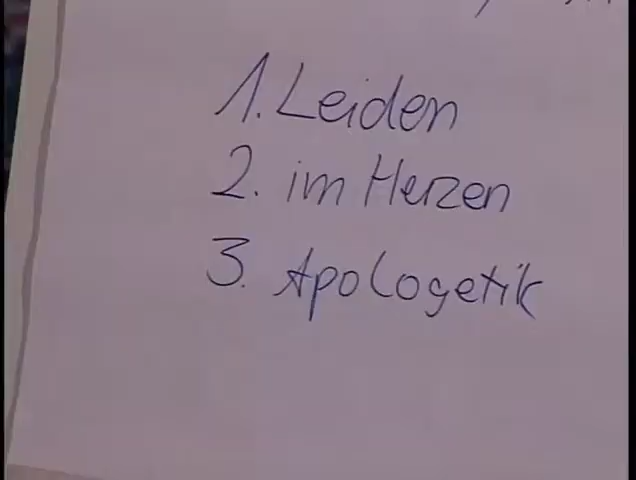 1. Leiden
2. im Herzen
3. Apologetik